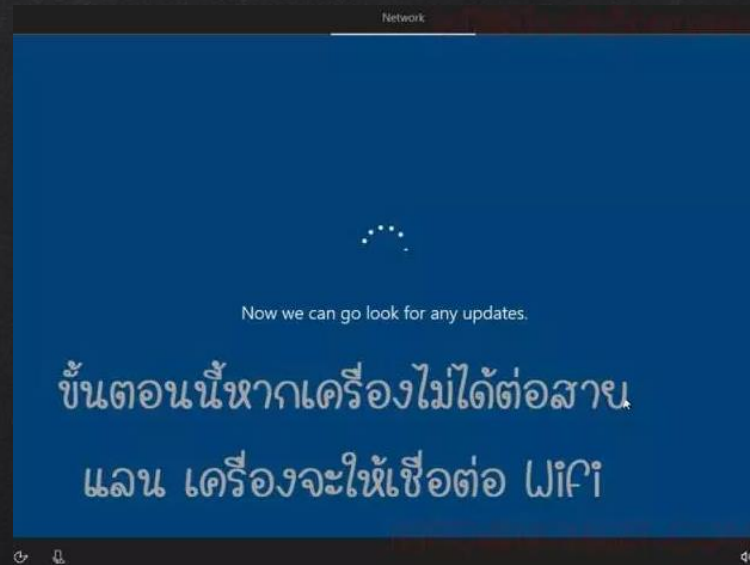 Network
Now we can go look for any updates.
ขั้นตอนนี้หากเครื่องไม่ได้ต่อสาย
แลน เครื่องจะให้เชื่อต่อ WiFi